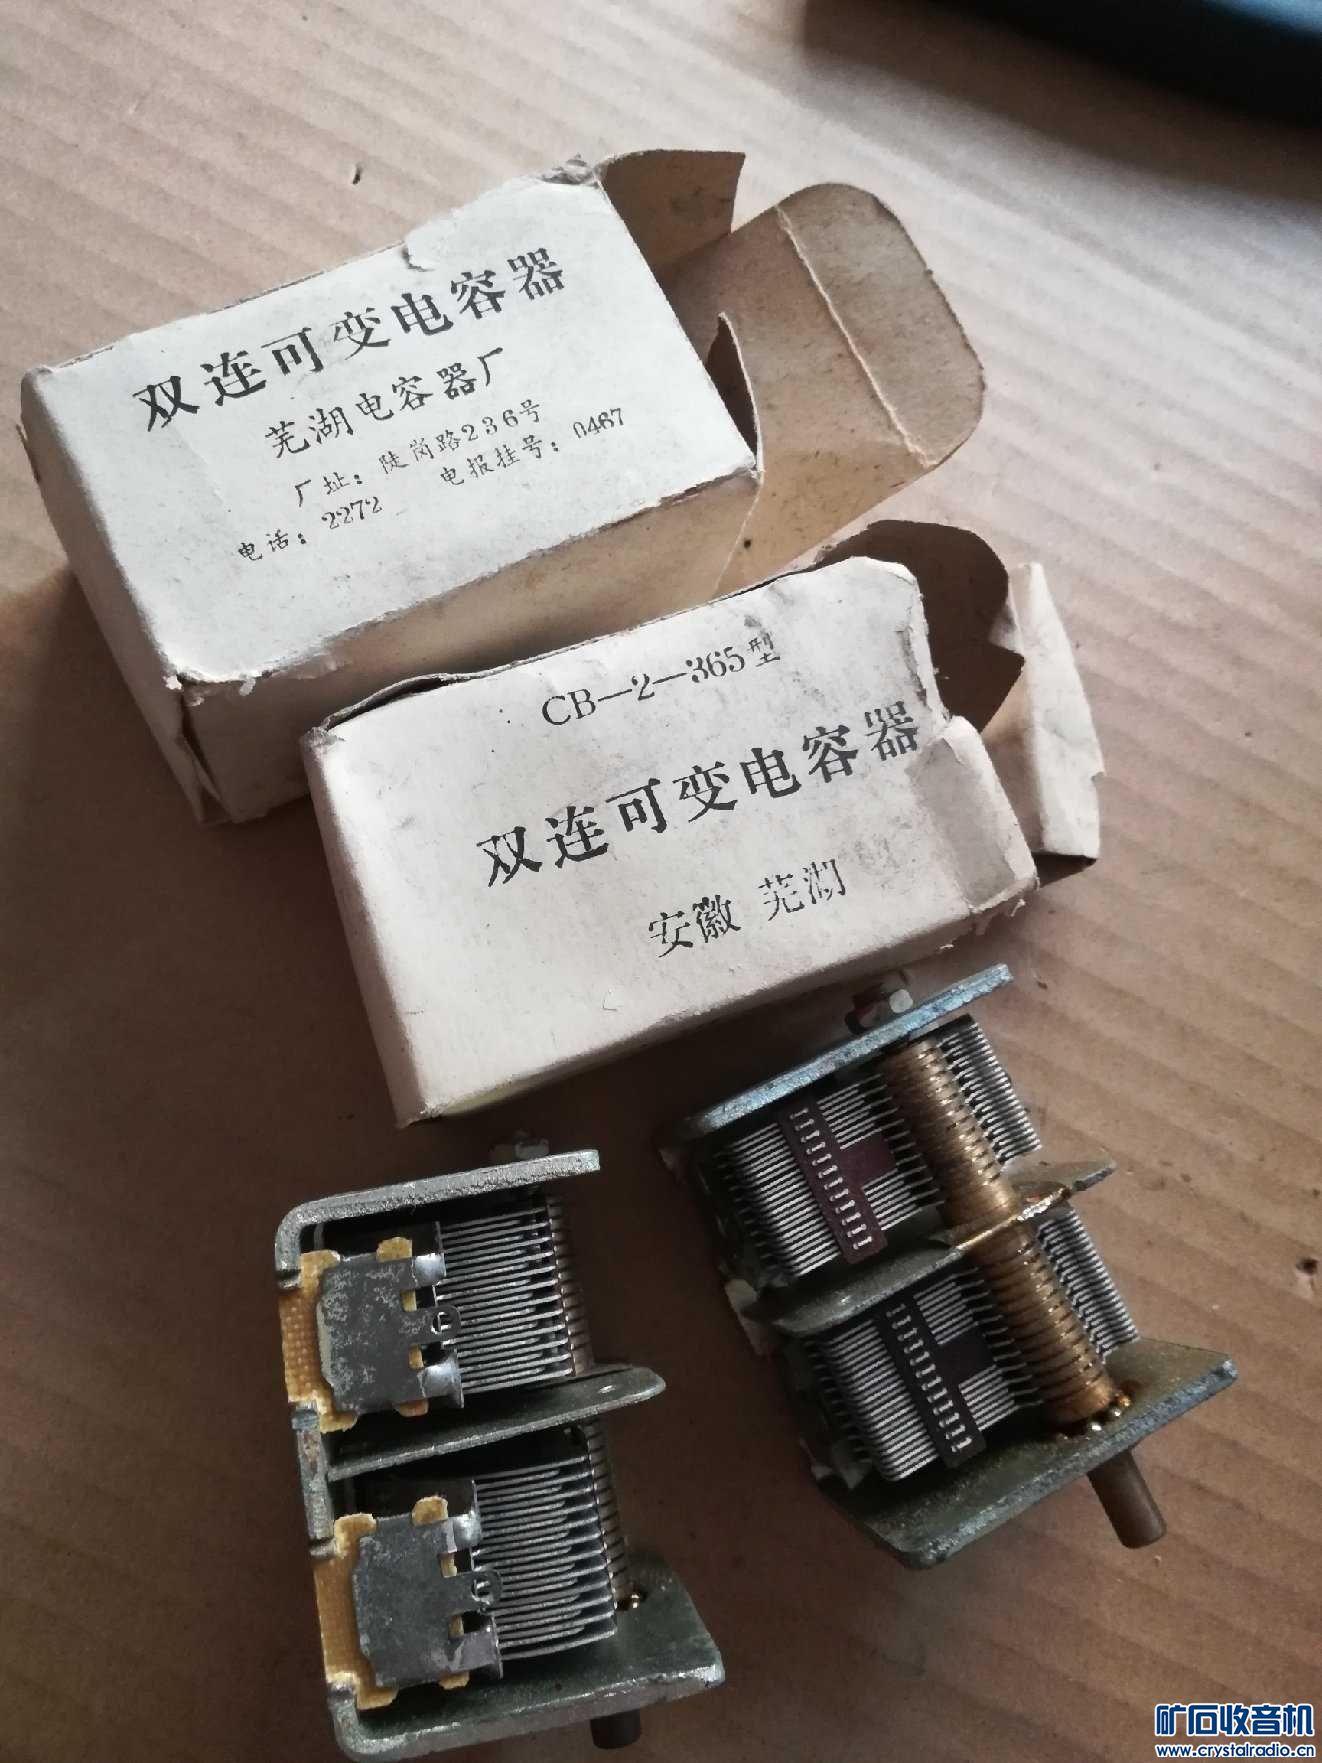 双连可变电容器
芜湖电容器厂
厂址：陡岗路236号
电话：2272 电报挂号：0467
CB—2—365型
双连可变电容器
安徽 芜湖
矿石收音机
www.crystalradio.cn